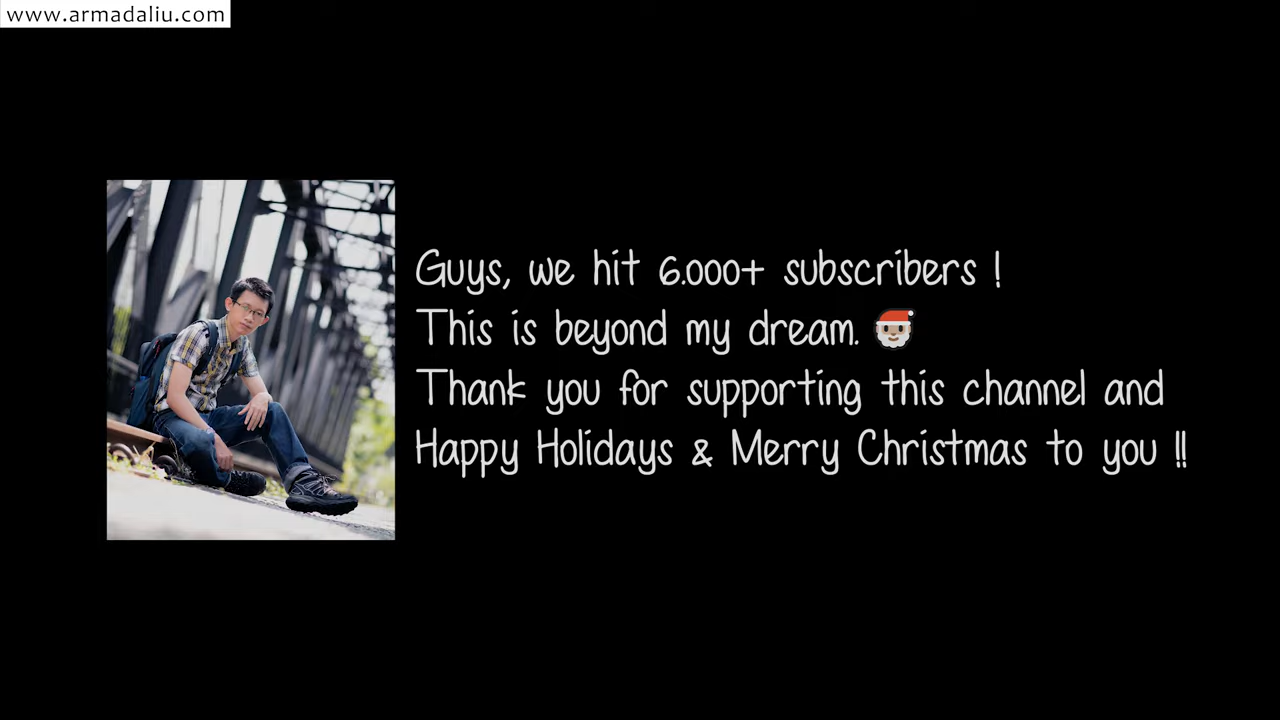 www.armadaliu.com
Guys, we hit 6.000+ subscribers !
This is beyond my dream. 🎅
Thank you for supporting this channel and
Happy Holidays & Merry Christmas to you !!